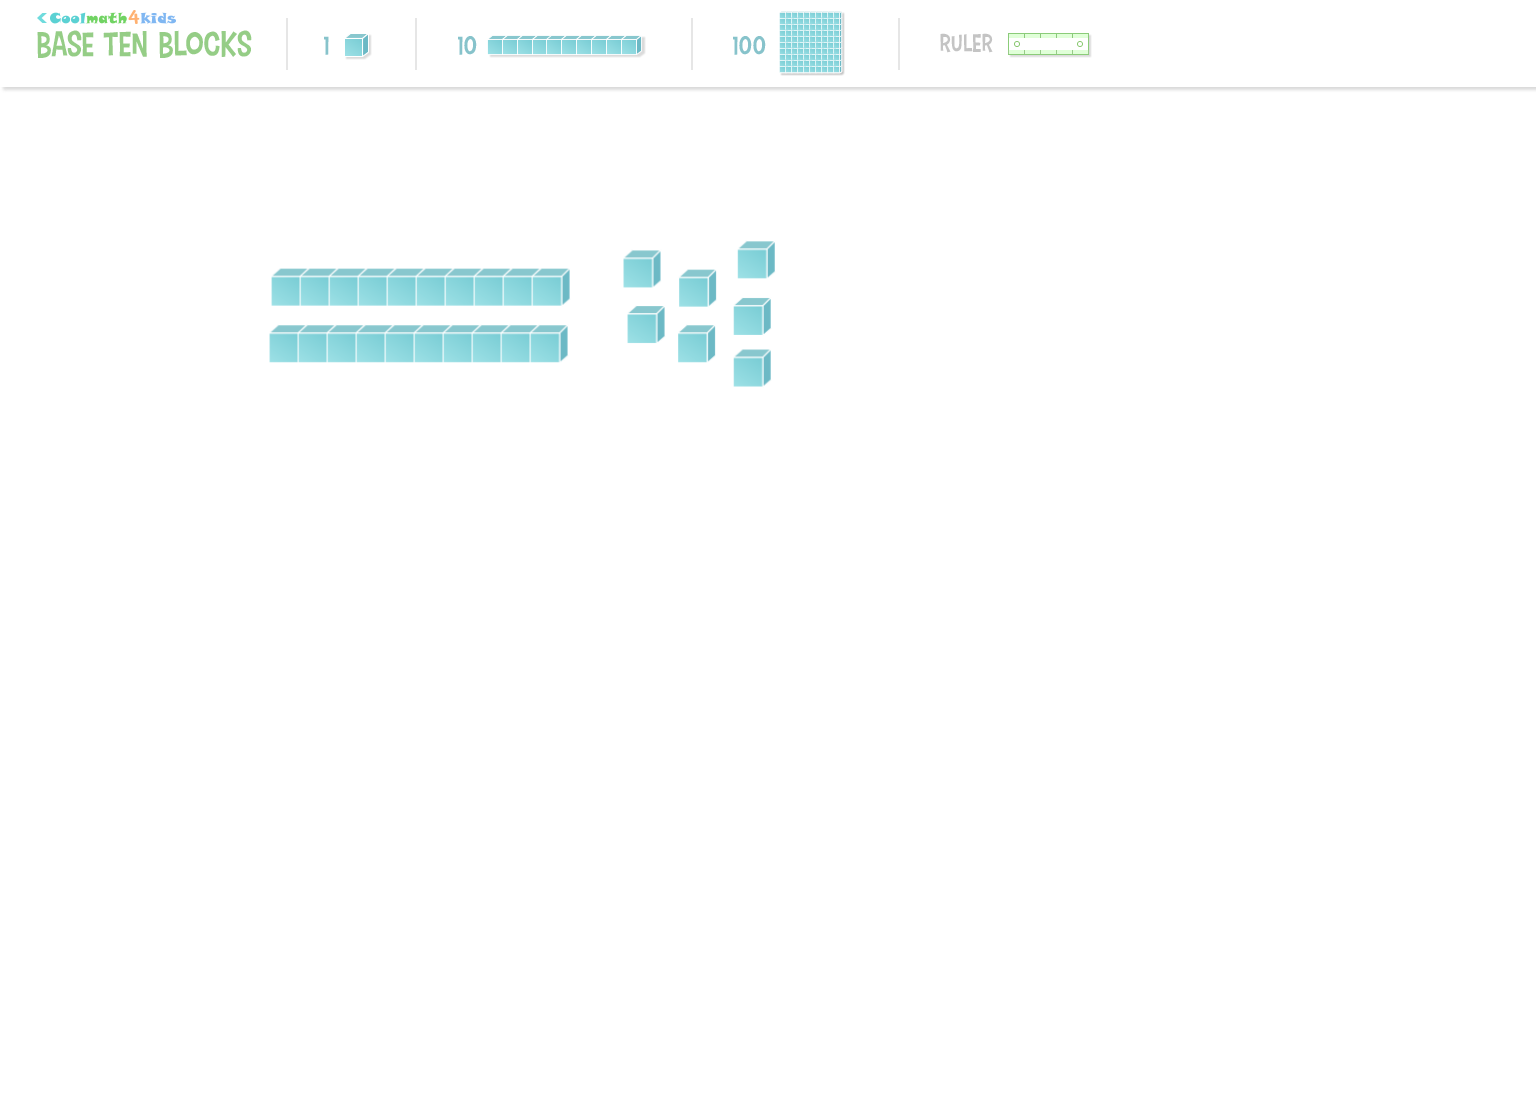 Coolmath4kids
BASE TEN BLOCKS
1
10
100
RULER